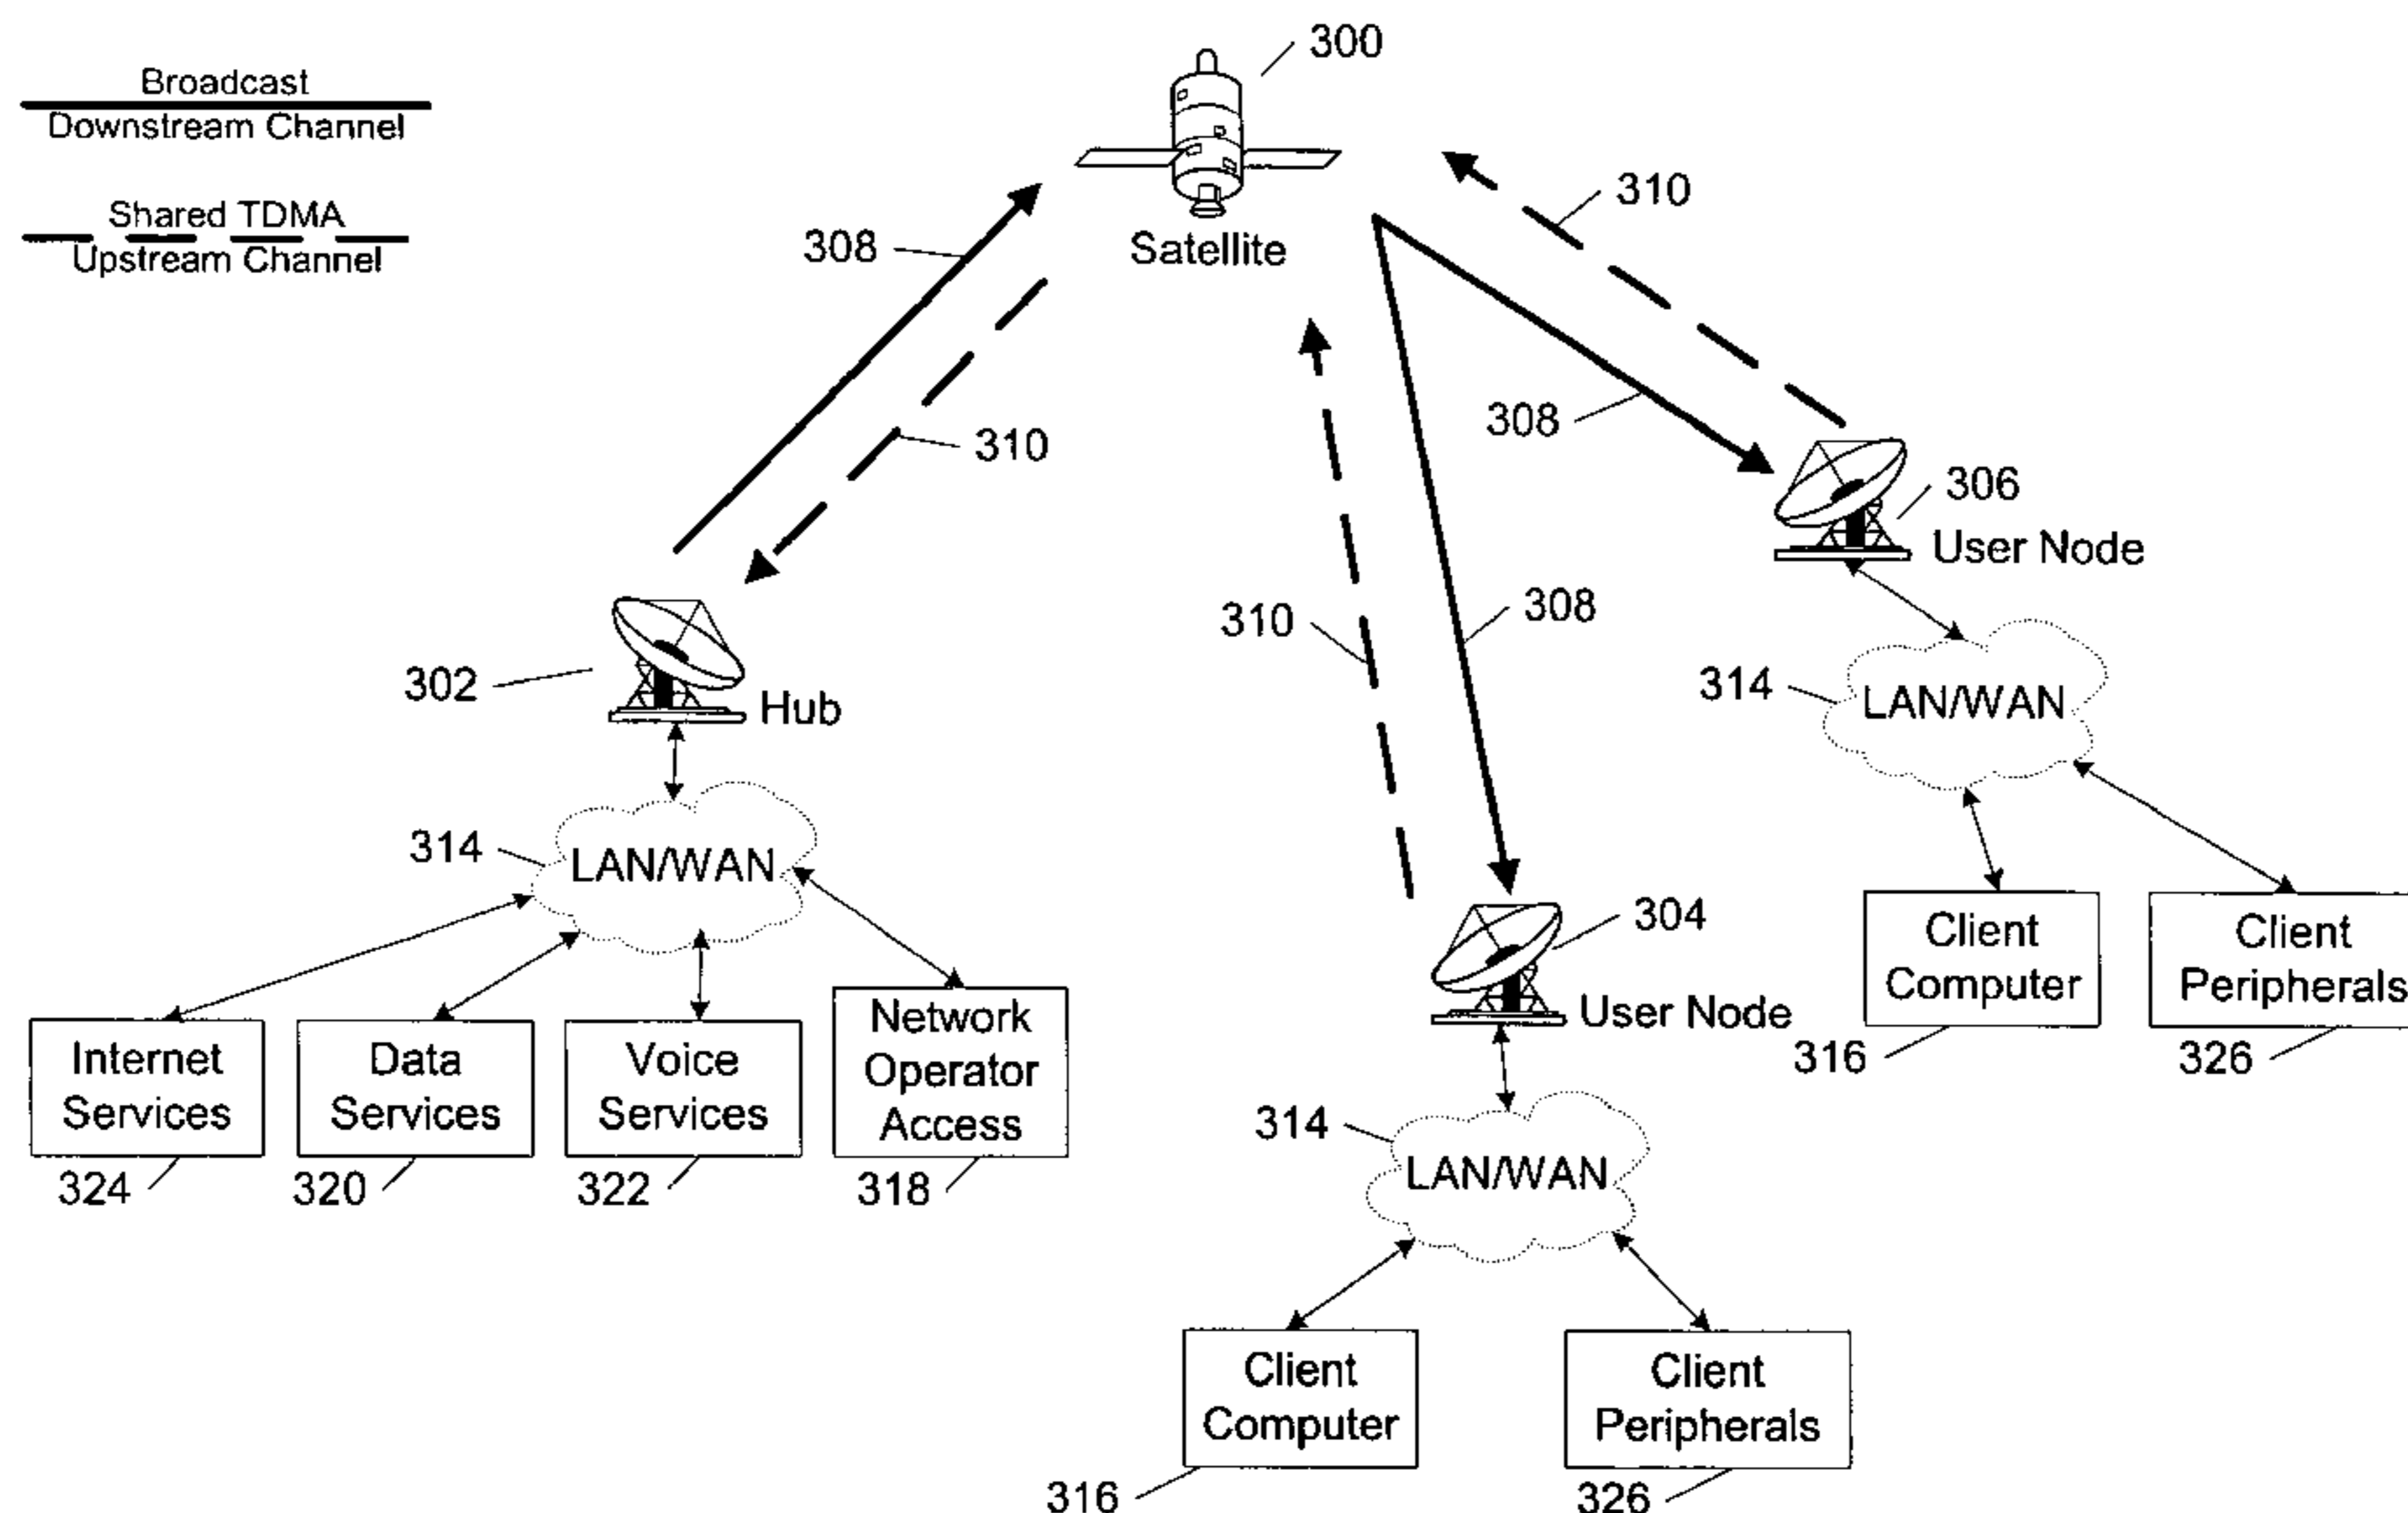 Broadcast
Downstream Channel
Shared TDMA
Upstream Channel
300
Satellite
308
310
310
308
310
308
302
Hub
306
User Node
314
LAN/WAN
314
LAN/WAN
304
User Node
Internet
Services
324
Data
Services
320
Voice
Services
322
Network
Operator
Access
318
Client
Computer
316
Client
Peripherals
326
314
LAN/WAN
Client
Computer
316
Client
Peripherals
326